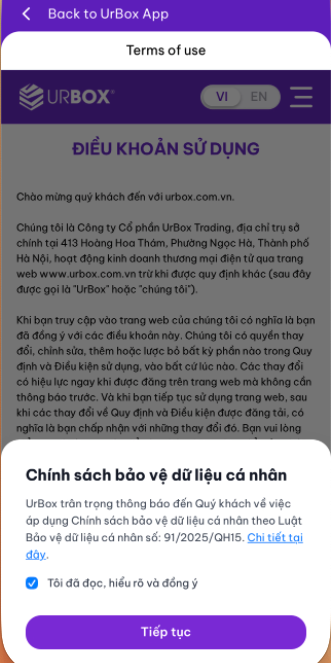 Back to UrBox App
Terms of use
URBOX®
VI EN
ĐIỀU KHOẢN SỬ DỤNG
Chào mừng quý khách đến với urbox.com.vn.
Chúng tôi là Công ty Cổ phần UrBox Trading, địa chỉ trụ sở
chính tại 413 Hoàng Hoa Thám, Phường Ngọc Hà, Thành phố
Hà Nội, hoạt động kinh doanh thương mại điện tử qua trang
web www.urbox.com.vn trừ khi được quy định khác (sau đây
được gọi là "UrBox" hoặc "chúng tôi").
Khi bạn truy cập vào trang web của chúng tôi có nghĩa là bạn
đã đồng ý với các điều khoản này. Chúng tôi có quyền thay
đổi, chỉnh sửa, thêm hoặc lược bỏ bất kỳ phần nào trong Quy
định và Điều kiện sử dụng, vào bất cứ lúc nào. Các thay đổi
có hiệu lực ngay khi được đăng trên trang web mà không cần
thông báo trước. Và khi bạn tiếp tục sử dụng trang web, sau
khi các thay đổi về Quy định và Điều kiện được đăng tải, có
nghĩa là bạn chấp nhận với những thay đổi đó. Bạn vui lòng
Chính sách bảo vệ dữ liệu cá nhân
UrBox trân trọng thông báo đến Quý khách về việc
áp dụng Chính sách bảo vệ dữ liệu cá nhân theo Luật
Bảo vệ dữ liệu cá nhân số: 91/2025/QH15. Chi tiết tại
đây.
Tôi đã đọc, hiểu rõ và đồng ý
Tiếp tục